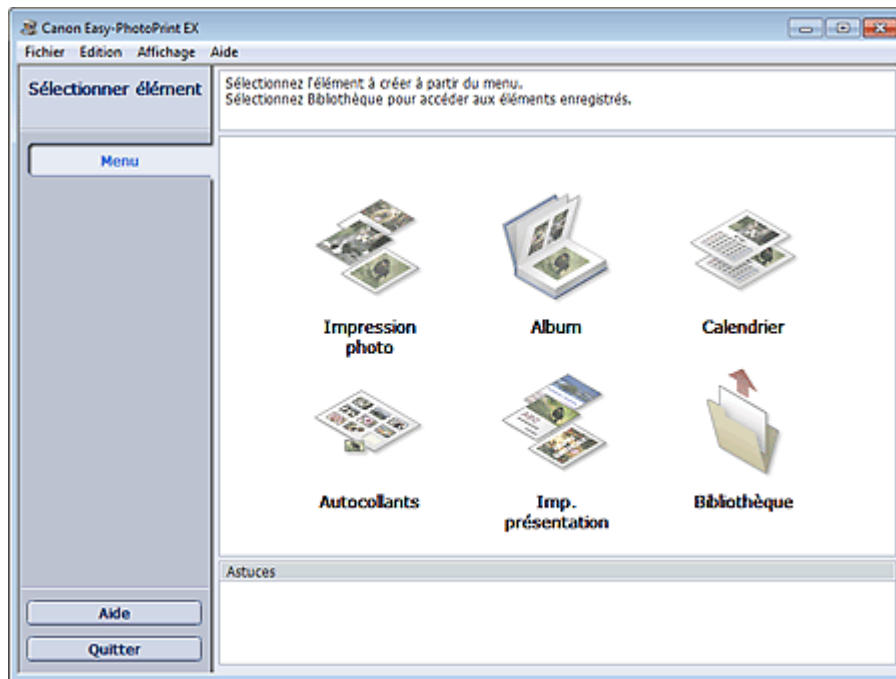 Canon Easy-PhotoPrint EX
Fichier Edition Affichage Aide
Sélectionner élément
Sélectionnez l'élément à créer à partir du menu.
Sélectionnez Bibliothèque pour accéder aux éléments enregistrés.
Menu
Impression
photo
Album
Calendrier
Autocollants
Imp.
présentation
Bibliothèque
Astuces
Aide
Quitter